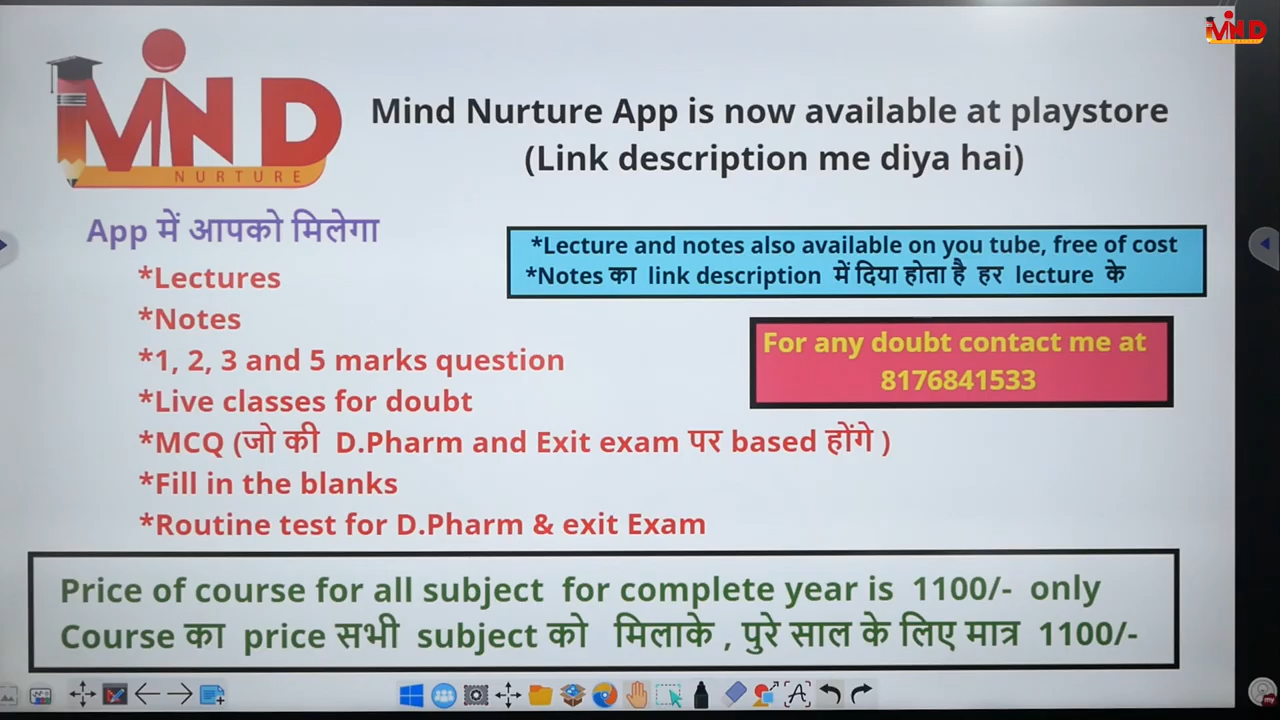 MIND
NURTURE
MIND
Mind Nurture App is now available at playstore
(Link description me diya hai)
App में आपको मिलेगा
*Lectures
*Notes
*1, 2, 3 and 5 marks question
*Live classes for doubt
*MCQ (जो की D.Pharm and Exit exam पर based होंगे )
*Fill in the blanks
*Routine test for D.Pharm & exit Exam
*Lecture and notes also available on you tube, free of cost
*Notes का link description में दिया होता है हर lecture के
For any doubt contact me at
8176841533
Price of course for all subject for complete year is 1100/- only
Course का price सभी subject को मिलाके , पुरे साल के लिए मात्र 1100/-